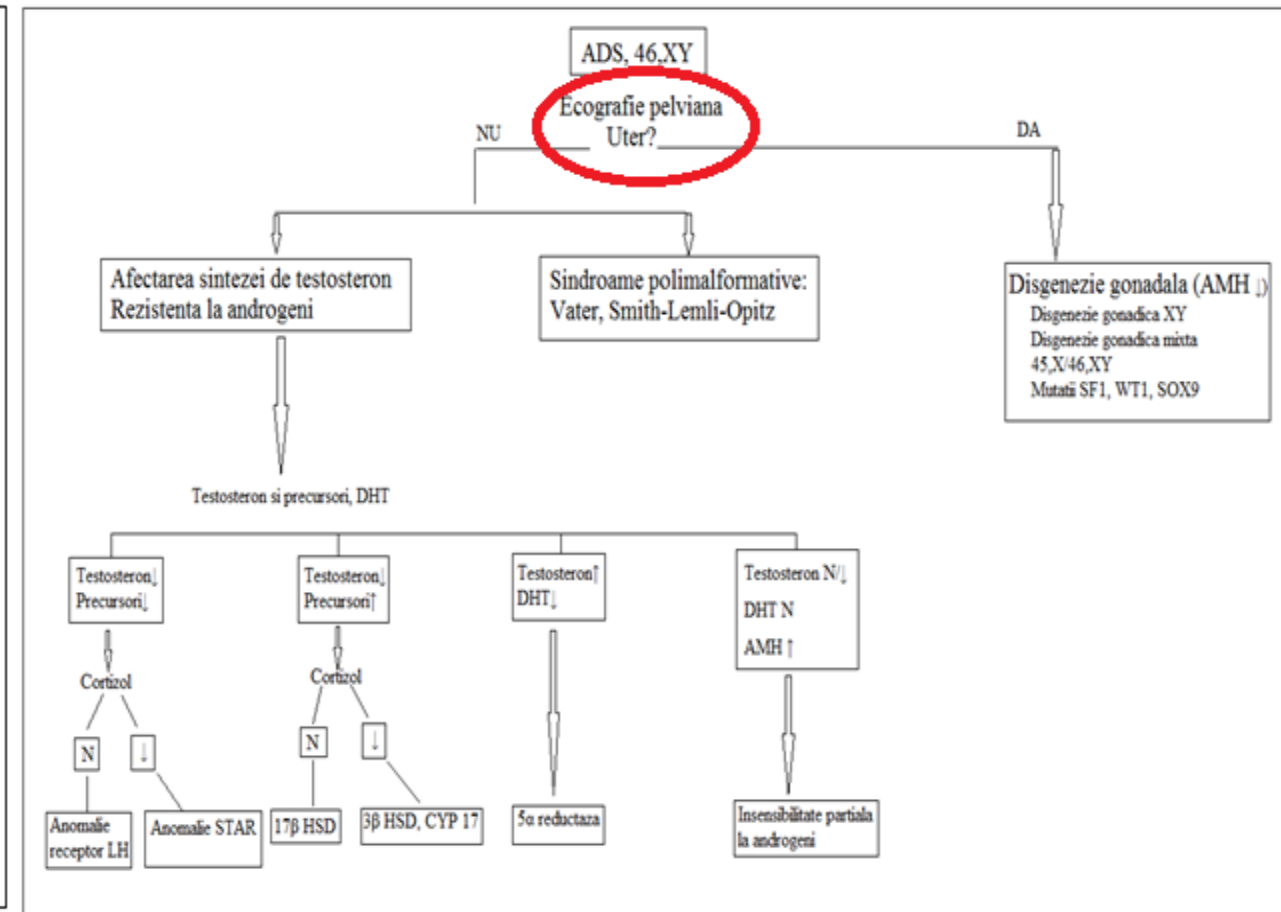 ADS, 46,XY
Ecografie pelviana
Uter?
NU
DA
Afectarea sintezei de testosteron
Rezistenta la androgeni
Sindroame polimalformative:
Vater, Smith-Lemli-Opitz
Disgenezie gonadala (AMH ↓)
Disgenezie gonadica XY
Disgenezie gonadica mixta
45,X/46,XY
Mutatii SF1, WT1, SOX9
Testosteron si precursori, DHT
Testosteron↓
Precursori↓
Testosteron↓
Precursori↑
Testosteron↑
DHT↓
Testosteron N/↓
DHT N
AMH ↑
Cortizol
Cortizol
N
↓
N
↓
Anomalie
receptor LH
Anomalie STAR
17β HSD
3β HSD, CYP 17
5α reductaza
Insensibilitate partiala
la androgeni